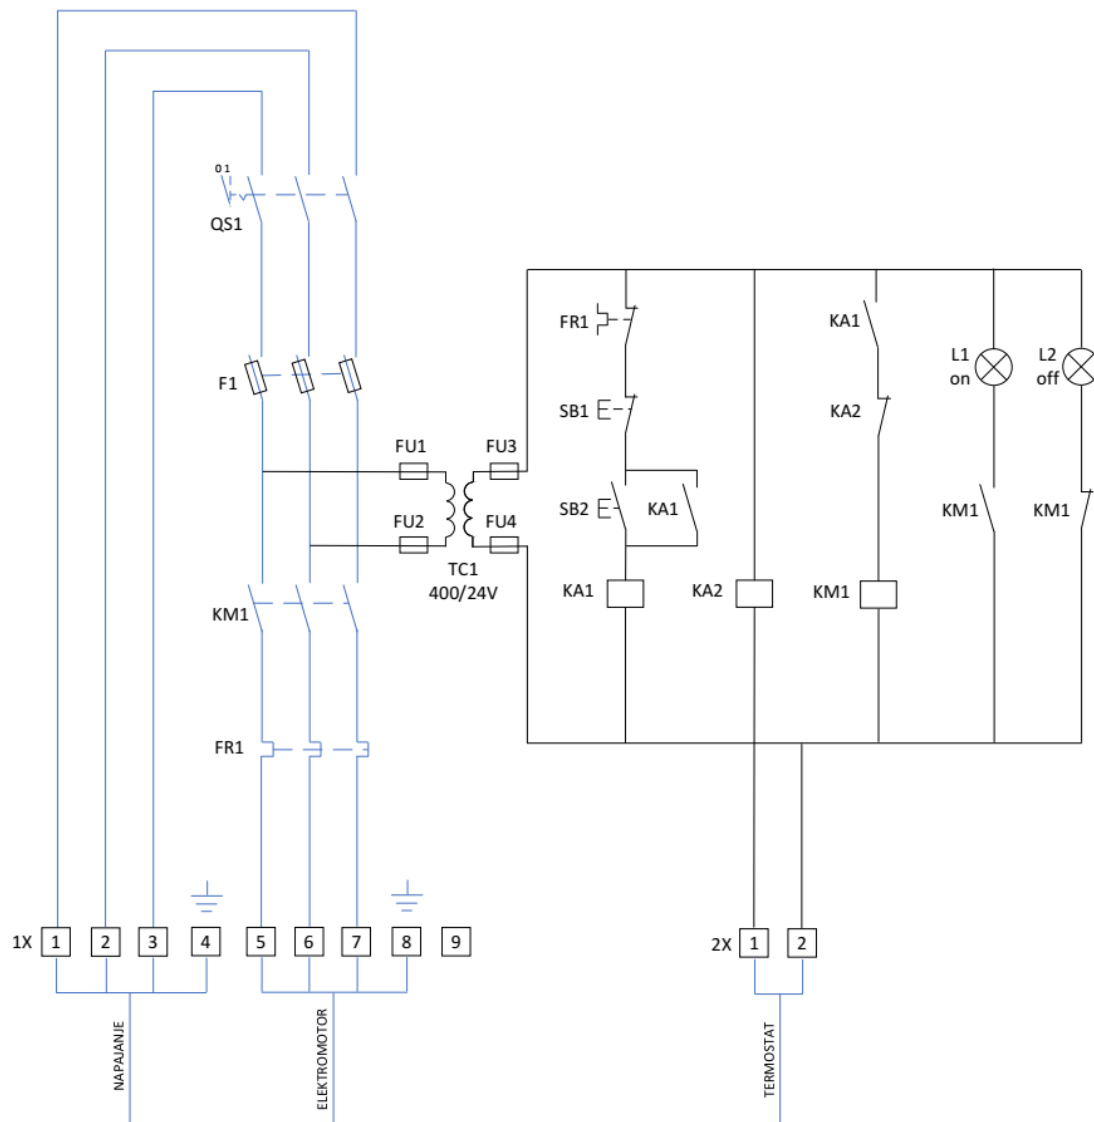 0 1
QS1
F1
FU1
FU2
FU3
FU4
TC1
400/24V
KM1
FR1
FR1
SB1
SB2
KA1
KA1
KA2
KA1
KA2
KM1
L1
on
L2
off
KM1
KM1
1X 1 2 3 4 5 6 7 8 9
2X 1 2
NAPAJANJE
ELEKTROMOTOR
TERMOSTAT